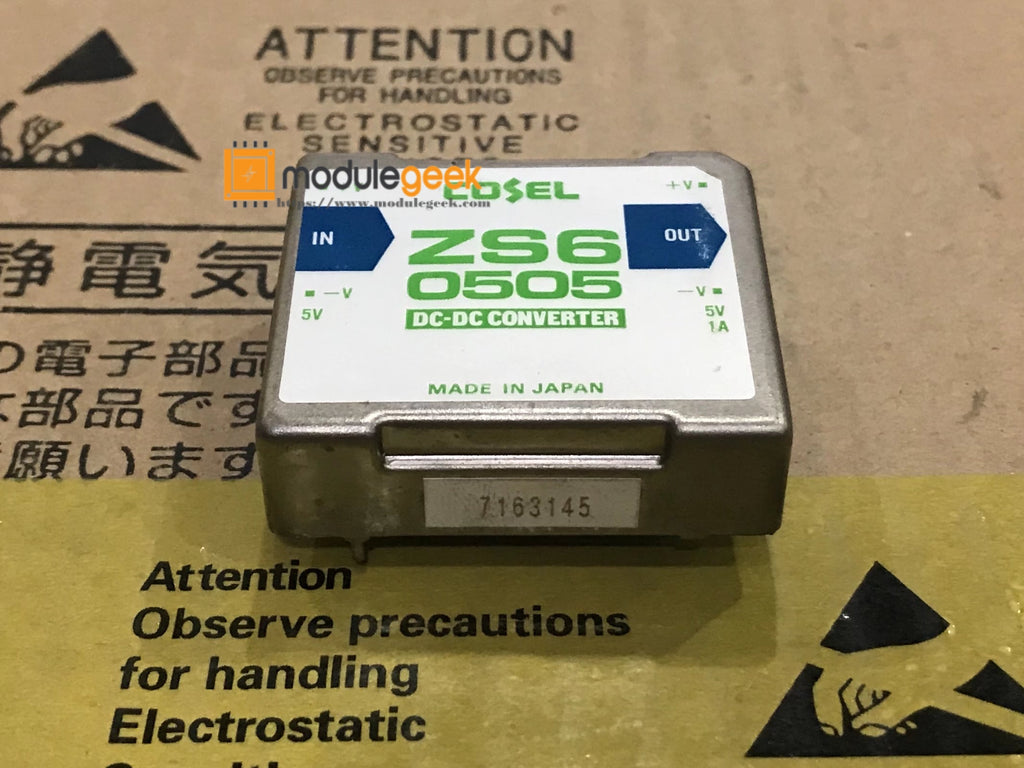 ATTENTION
OBSERVE PRECAUTIONS
FOR HANDLING
ELECTROSTATIC
SENSITIVE
modulegeek
https://www.modulegeek.com
COSEL
+V
IN
OUT
ZS6
0505
-V
-V
5V
5V
1A
DC-DC CONVERTER
MADE IN JAPAN
静電気
の電子部品
部品です
願います
7163145
Attention
Observe precautions
for handling
Electrostatic